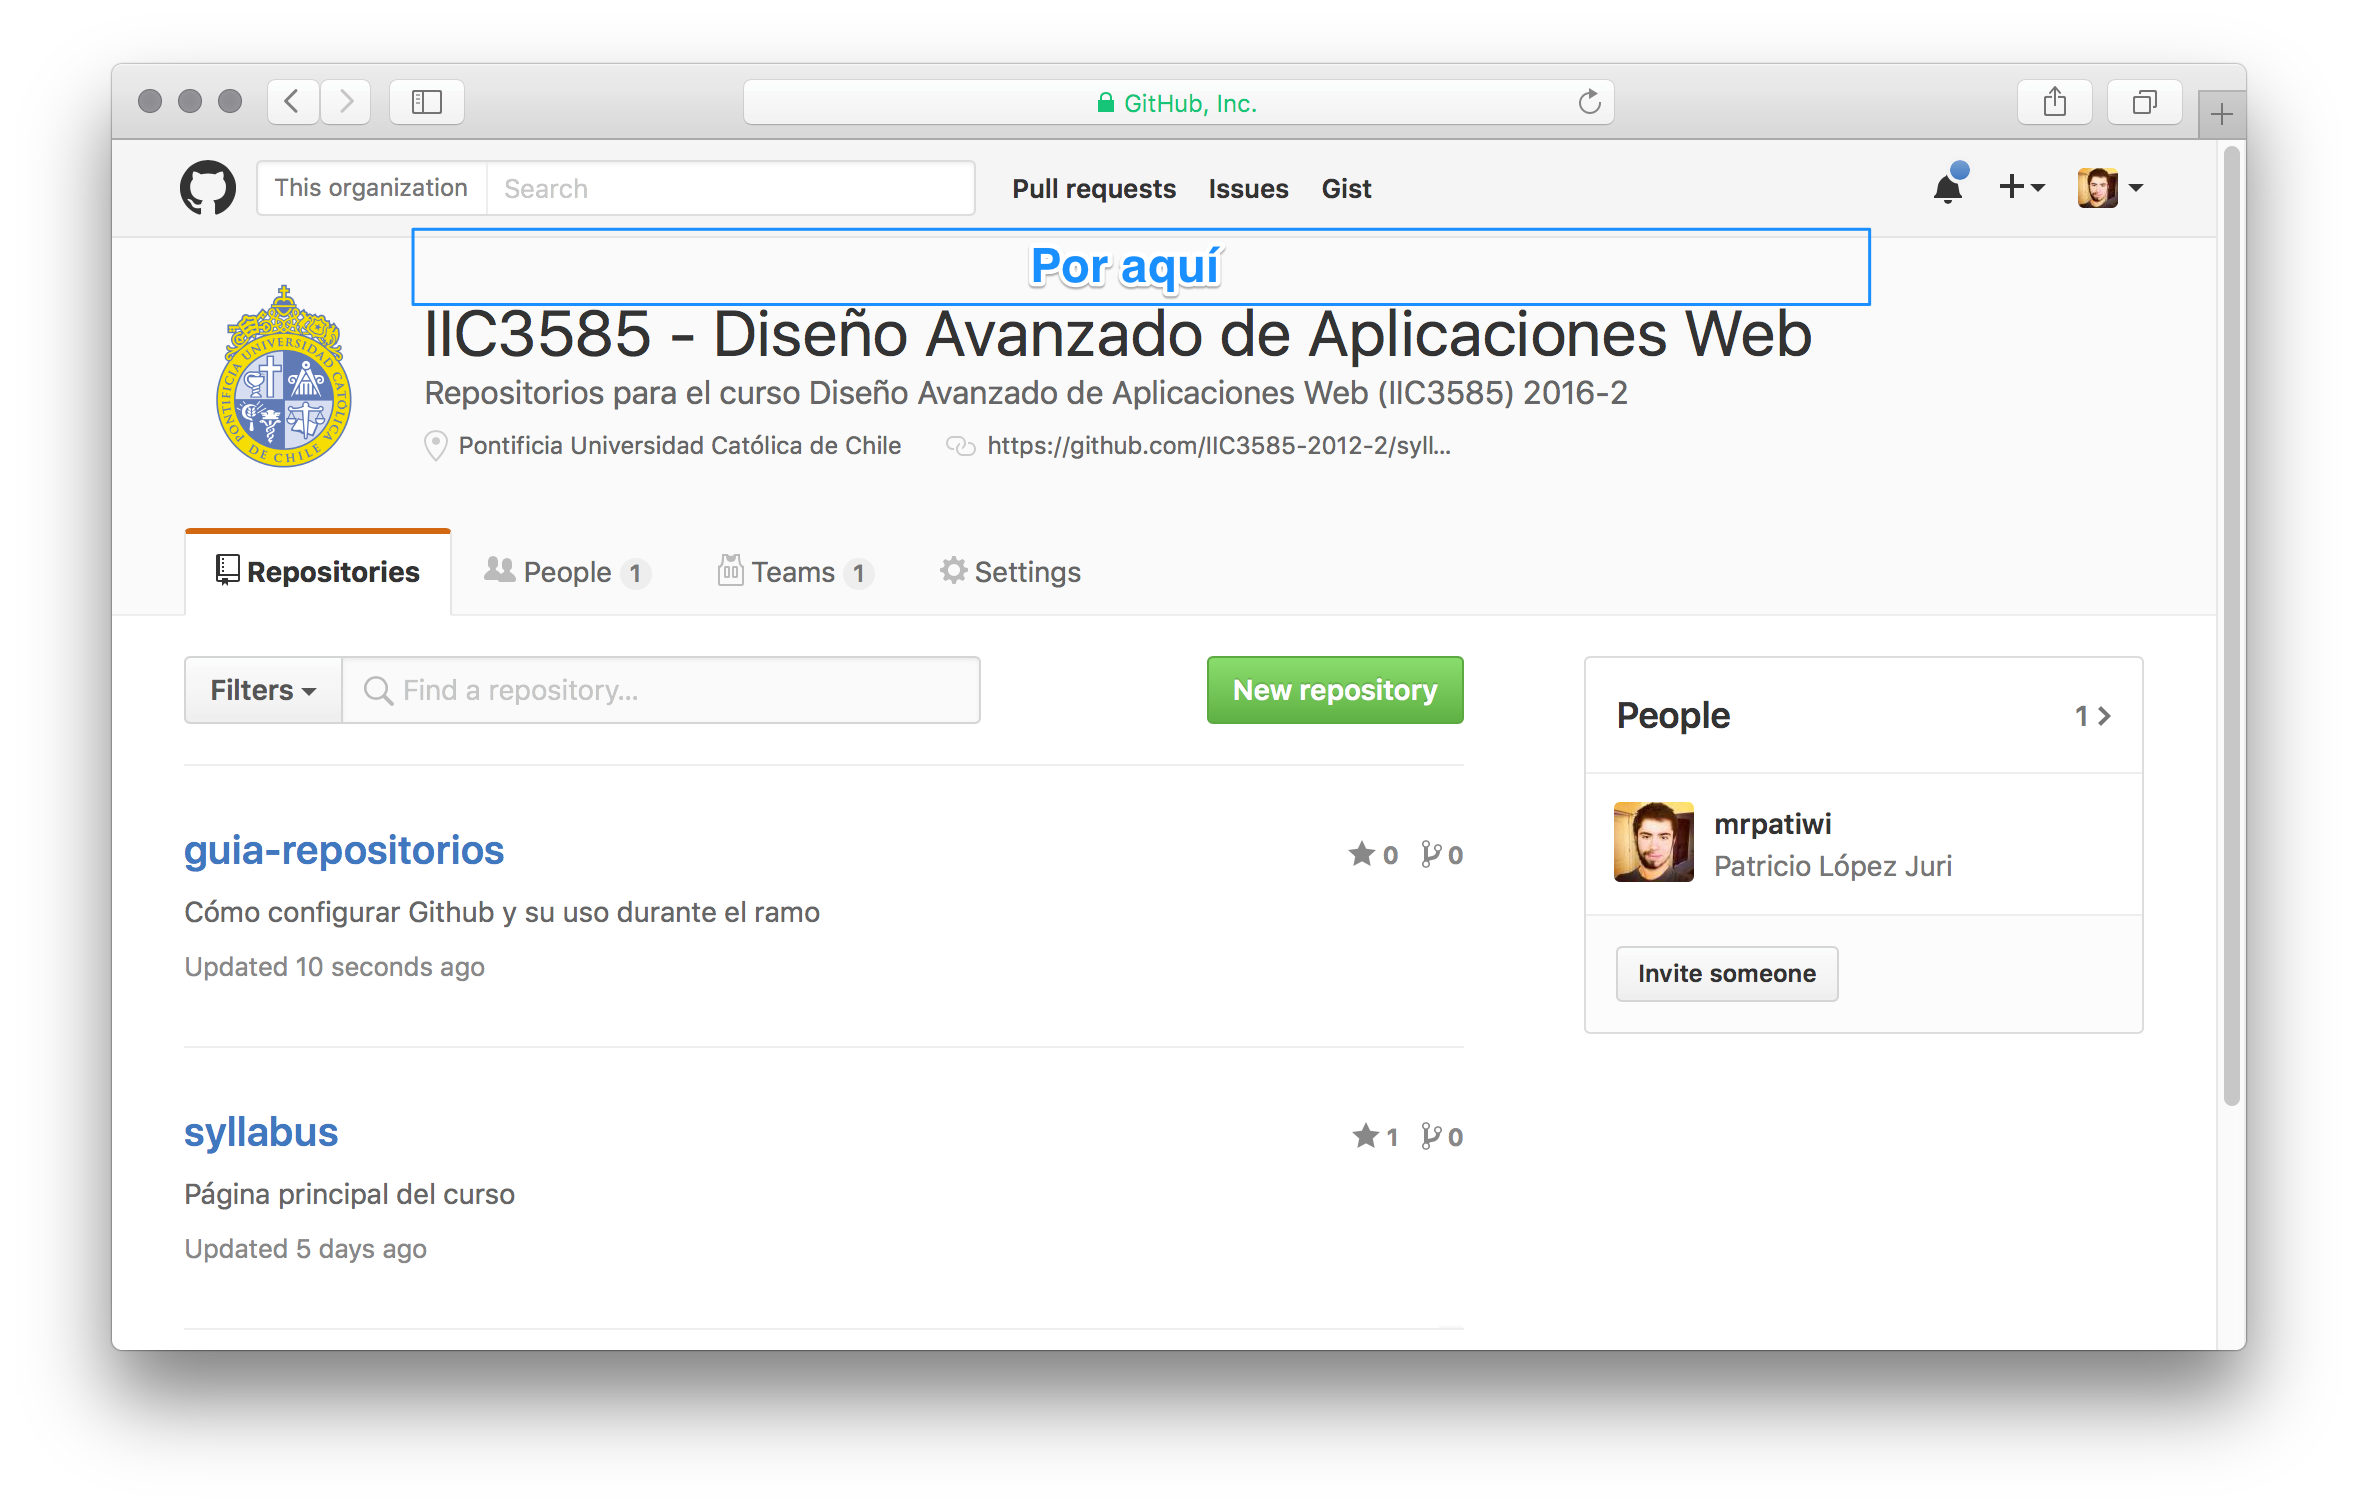 GitHub, Inc.
This organization Search Pull requests Issues Gist
Por aquí
IIC3585 - Diseño Avanzado de Aplicaciones Web
Repositorios para el curso Diseño Avanzado de Aplicaciones Web (IIC3585) 2016-2
Pontificia Universidad Católica de Chile https://github.com/IIC3585-2012-2/syll...
PONTIFICIA UNIVERSIDAD CATOLICA DE CHILE
Repositories People 1 Teams 1 Settings
Filters Find a repository... New repository
guia-repositorios 0 0
Cómo configurar Github y su uso durante el ramo
Updated 10 seconds ago
syllabus 1 0
Página principal del curso
Updated 5 days ago
People 1
mrpatiwi
Patricio López Juri
Invite someone